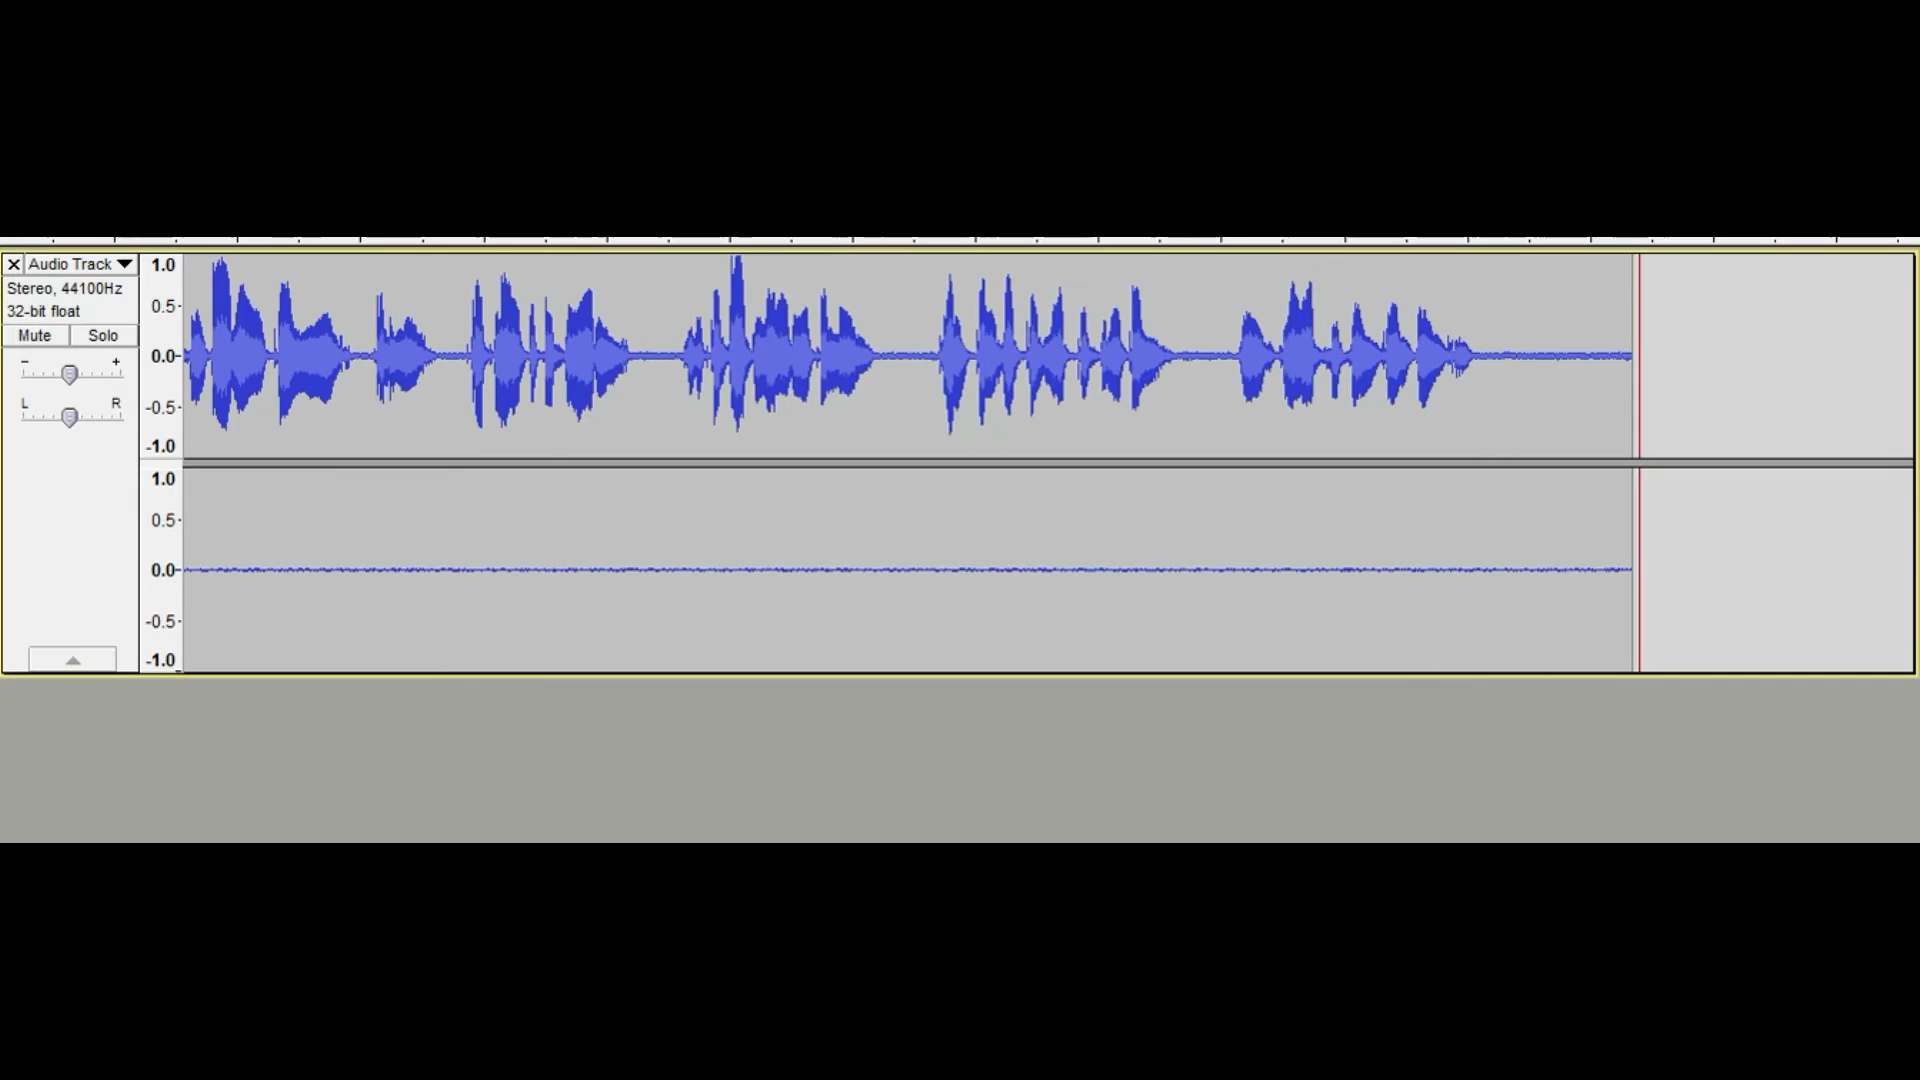 Audio Track
Stereo, 44100Hz
32-bit float
Mute Solo
- +
L R
1.0
0.5
0.0
-0.5
-1.0
1.0
0.5
0.0
-0.5
-1.0